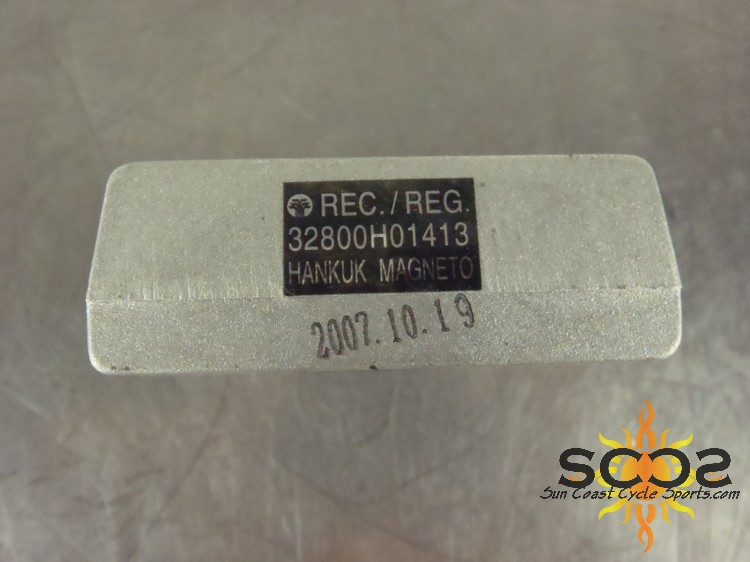 REC./REG.
32800H01413
HANKUK MAGNETO
2007.10.19
SCCS
Sun Coast Cycle Sports.com